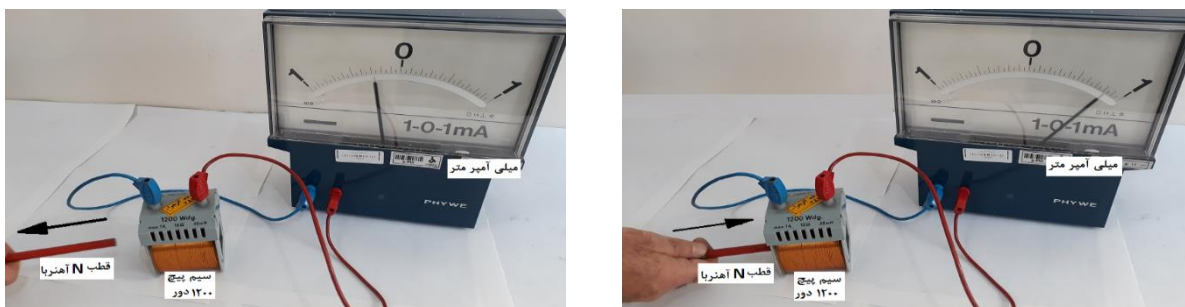 1 0 1
1-0-1mA
میلی آمپر متر
PHYWE
1200 Wdg.
قطب N آهنربا
سیم پیچ
۱۲۰۰ دور
1 0 1
1-0-1mA
میلی آمپر متر
PHYWE
1200 Wdg.
قطب N آهنربا
سیم پیچ
۱۲۰۰ دور